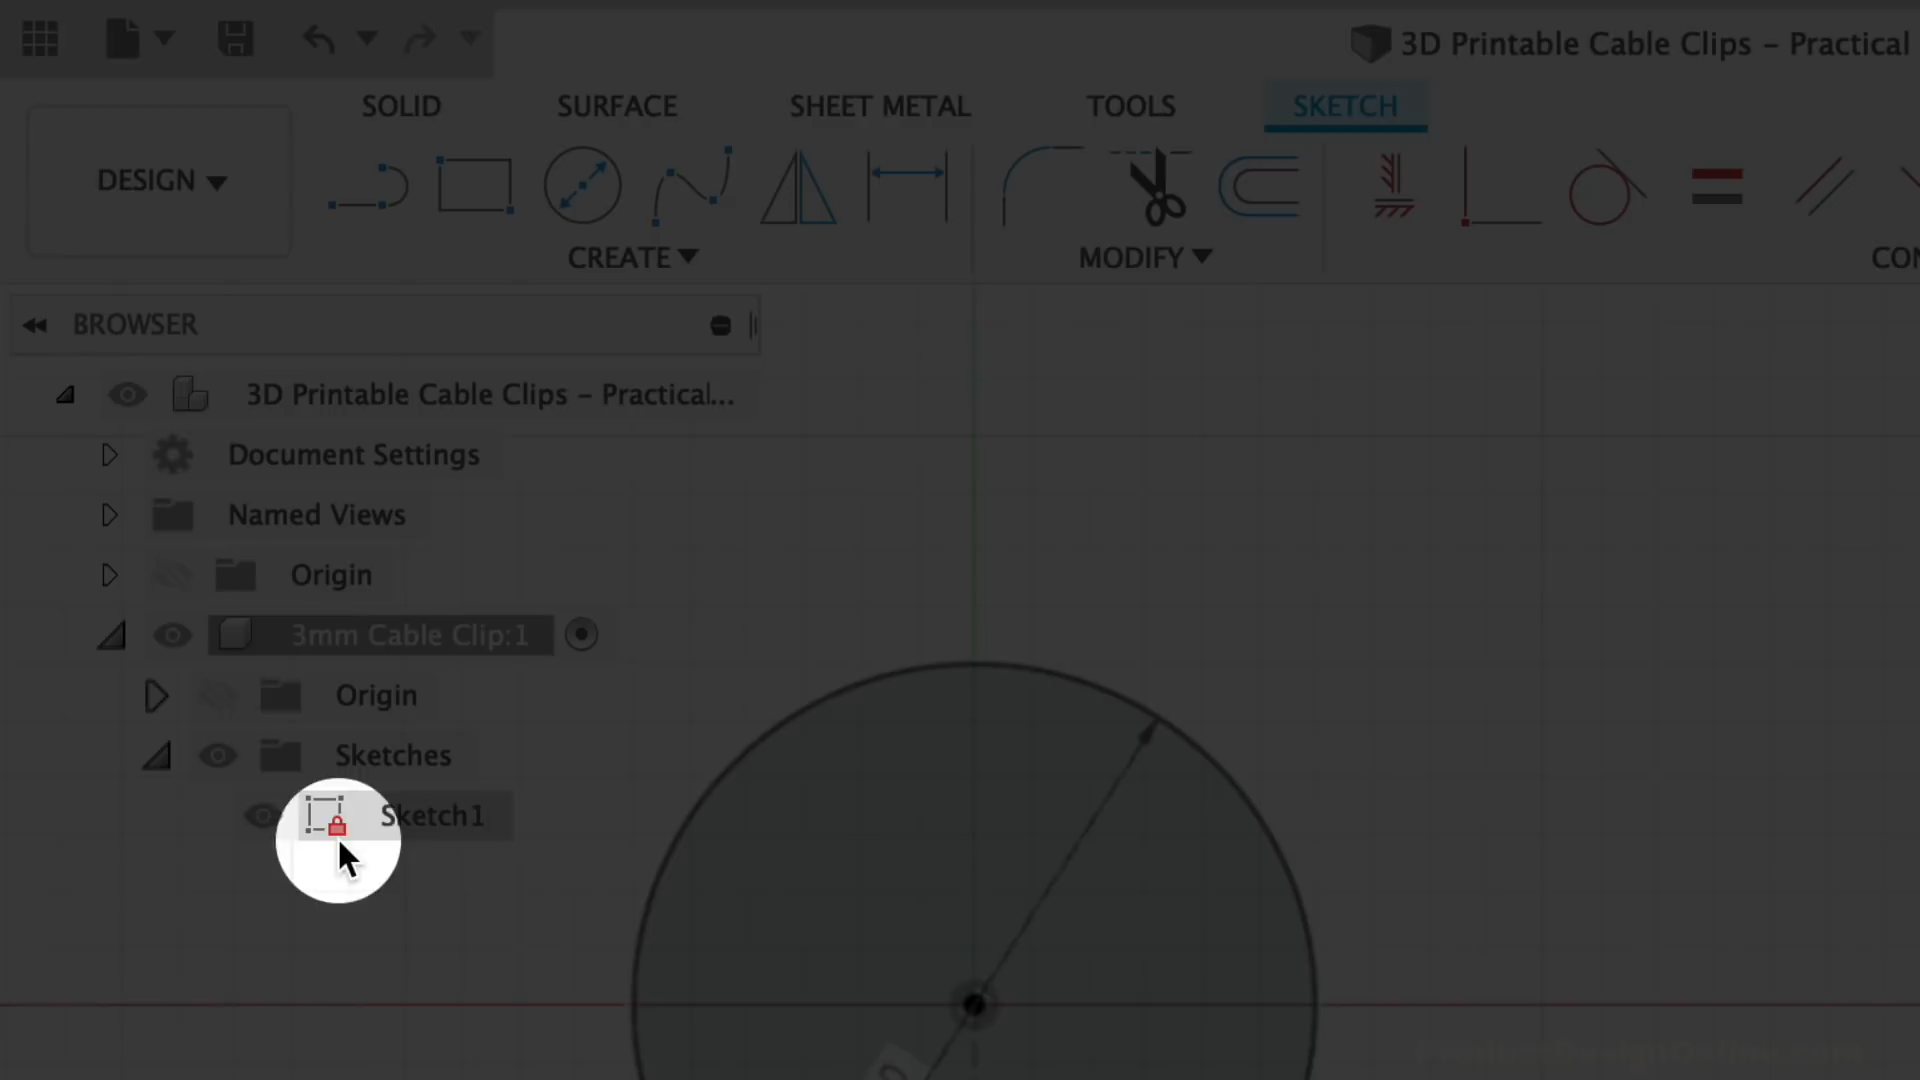 3D Printable Cable Clips – Practical
SOLID SURFACE SHEET METAL TOOLS SKETCH
DESIGN
CREATE MODIFY CON
BROWSER
3D Printable Cable Clips – Practical...
Document Settings
Named Views
Origin
3mm Cable Clip:1
Origin
Sketches
Sketch1